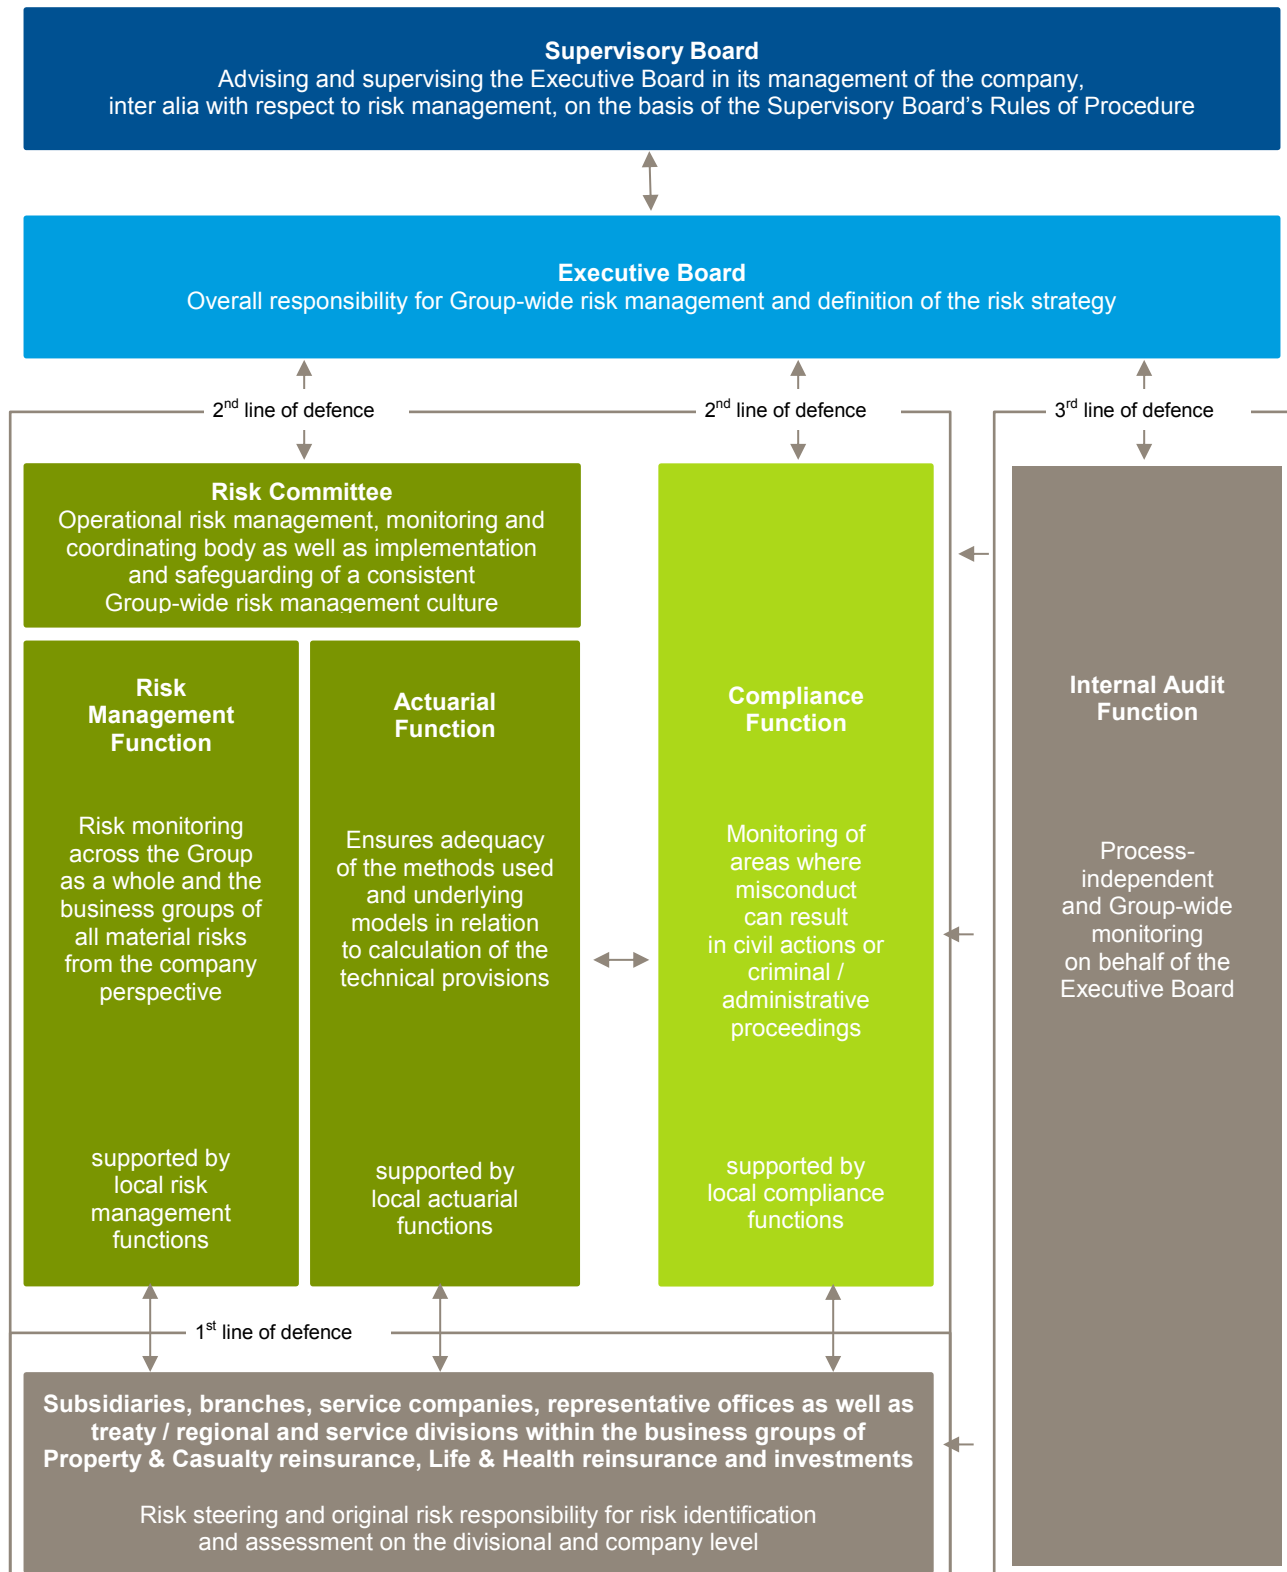 Supervisory Board
Advising and supervising the Executive Board in its management of the company,
inter alia with respect to risk management, on the basis of the Supervisory Board’s Rules of Procedure
Executive Board
Overall responsibility for Group-wide risk management and definition of the risk strategy
2nd line of defence
2nd line of defence
3rd line of defence
Risk Committee
Operational risk management, monitoring and
coordinating body as well as implementation
and safeguarding of a consistent
Group-wide risk management culture
Risk
Management
Function
Risk monitoring
across the Group
as a whole and the
business groups of
all material risks
from the company
perspective
supported by
local risk
management
functions
Actuarial
Function
Ensures adequacy
of the methods used
and underlying
models in relation
to calculation of the
technical provisions
supported by
local actuarial
functions
Compliance
Function
Monitoring of
areas where
misconduct
can result
in civil actions or
criminal /
administrative
proceedings
supported by
local compliance
functions
Internal Audit
Function
Process-
independent
and Group-wide
monitoring
on behalf of the
Executive Board
1st line of defence
Subsidiaries, branches, service companies, representative offices as well as
treaty / regional and service divisions within the business groups of
Property & Casualty reinsurance, Life & Health reinsurance and investments
Risk steering and original risk responsibility for risk identification
and assessment on the divisional and company level